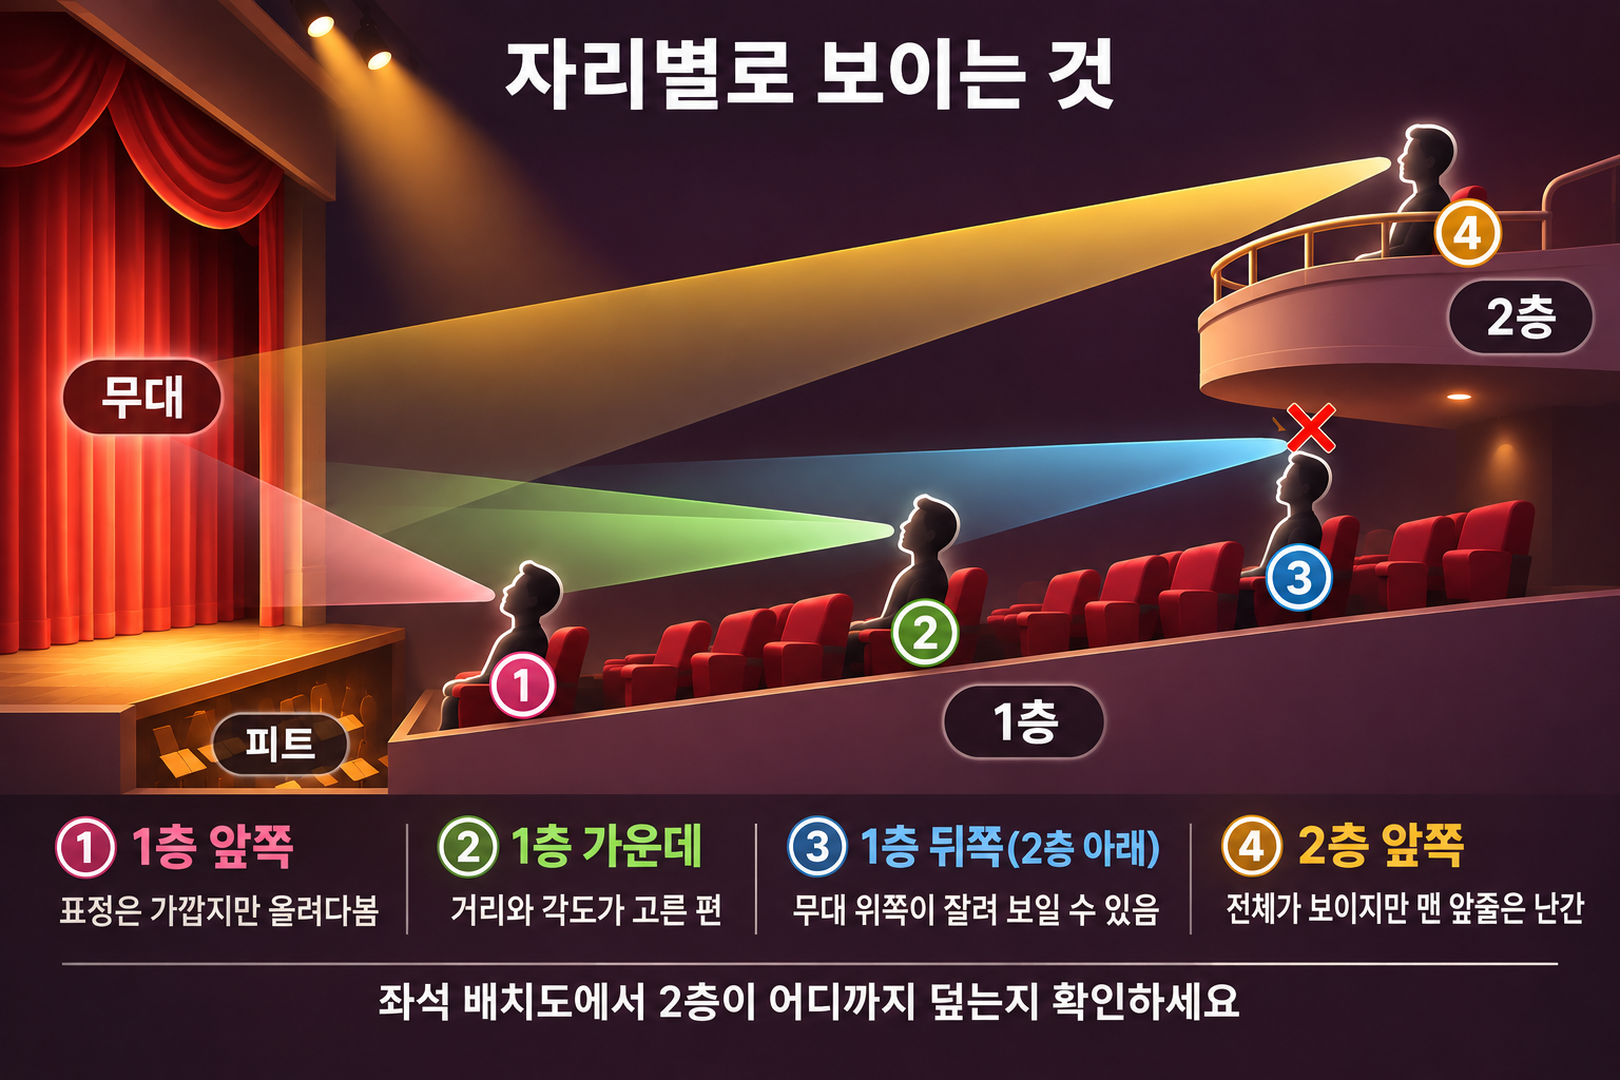 자리별로 보이는 것
무대
피트
1층
2층
1
2
3
4
1 1층 앞쪽
표정은 가깝지만 올려다봄
2 1층 가운데
거리와 각도가 고른 편
3 1층 뒤쪽(2층 아래)
무대 위쪽이 잘려 보일 수 있음
4 2층 앞쪽
전체가 보이지만 맨 앞줄은 난간
좌석 배치도에서 2층이 어디까지 덮는지 확인하세요